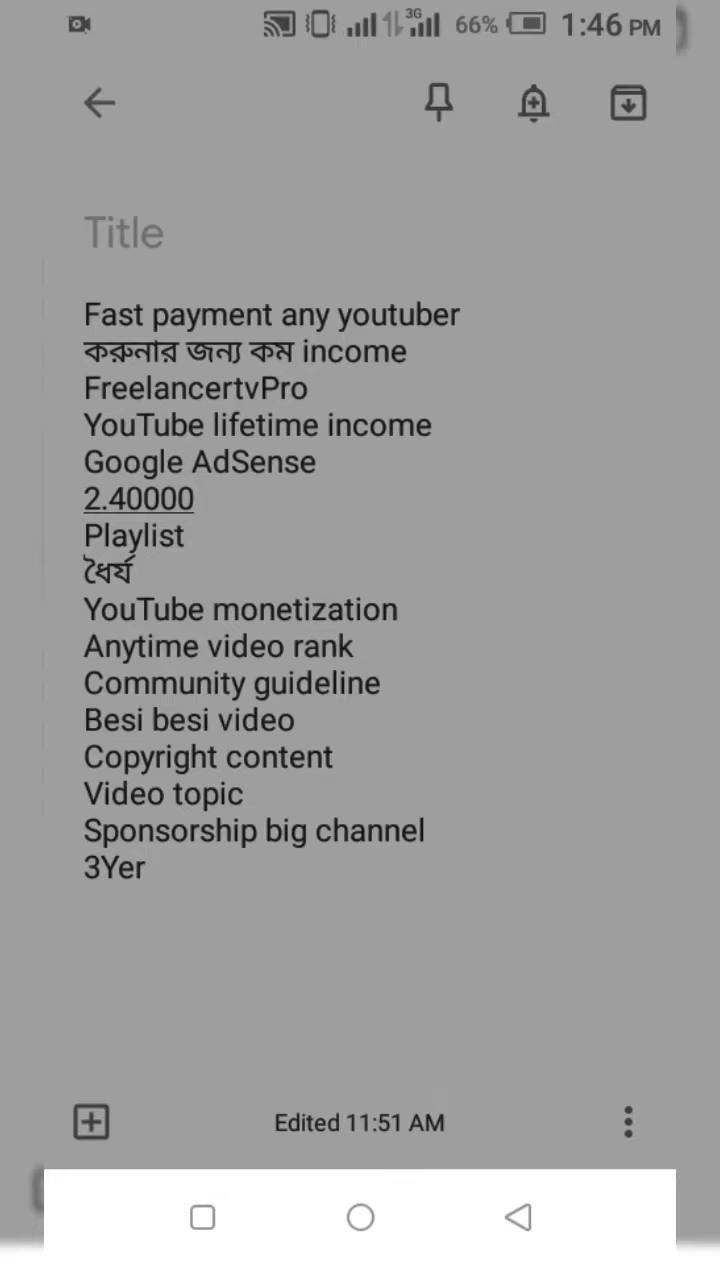 3G 66% 1:46 PM
Title
Fast payment any youtuber
করুনার জন্য কম income
FreelancertvPro
YouTube lifetime income
Google AdSense
2.40000
Playlist
ধৈর্য
YouTube monetization
Anytime video rank
Community guideline
Besi besi video
Copyright content
Video topic
Sponsorship big channel
3Yer
Edited 11:51 AM